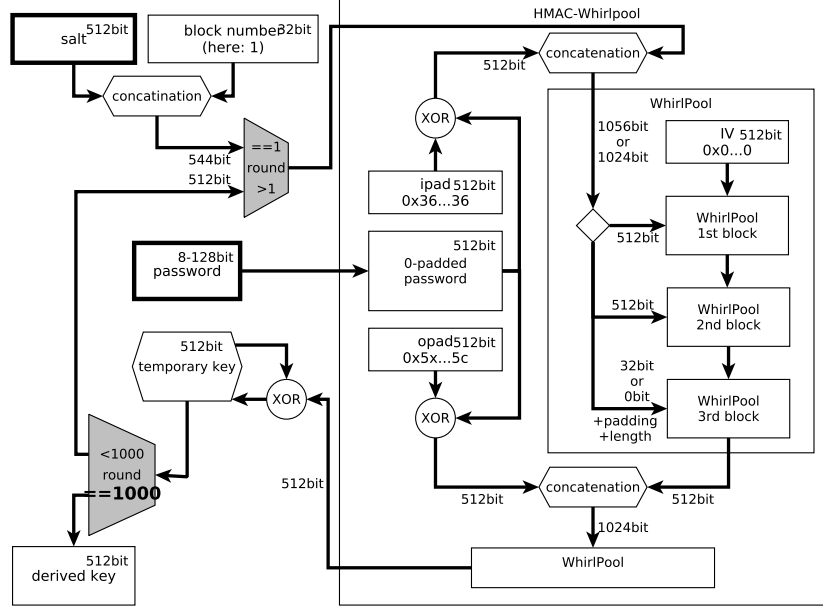 HMAC-Whirlpool
512bit
salt
block number 32bit
(here: 1)
concatination
544bit
512bit
==1
round
>1
8-128bit
password
512bit
temporary key
XOR
<1000
round
==1000
512bit
derived key
512bit
concatenation
512bit
XOR
ipad 512bit
0x36...36
512bit
0-padded
password
opad 512bit
0x5x...5c
XOR
WhirlPool
1056bit
or
1024bit
IV 512bit
0x0...0
WhirlPool
1st block
512bit
512bit
WhirlPool
2nd block
32bit
or
0bit
+padding
+length
WhirlPool
3rd block
concatenation
512bit
512bit
1024bit
WhirlPool